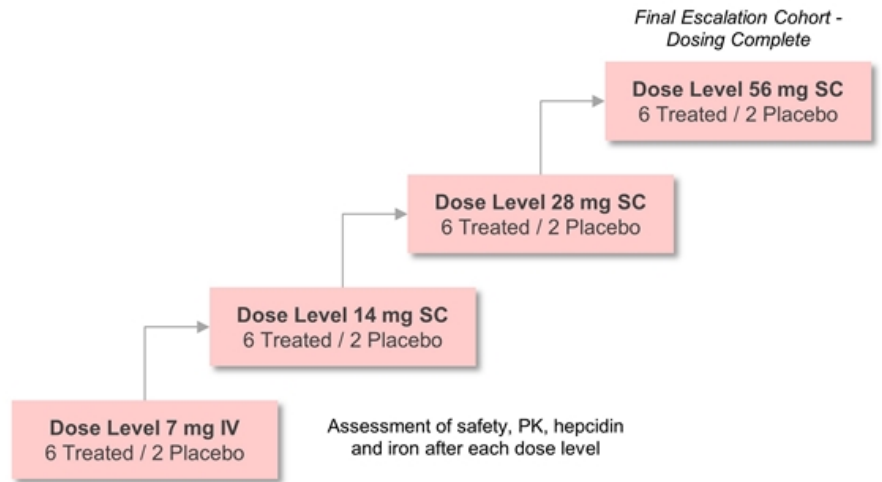 Final Escalation Cohort -
Dosing Complete
Dose Level 56 mg SC
6 Treated / 2 Placebo
Dose Level 28 mg SC
6 Treated / 2 Placebo
Dose Level 14 mg SC
6 Treated / 2 Placebo
Dose Level 7 mg IV
6 Treated / 2 Placebo
Assessment of safety, PK, hepcidin
and iron after each dose level